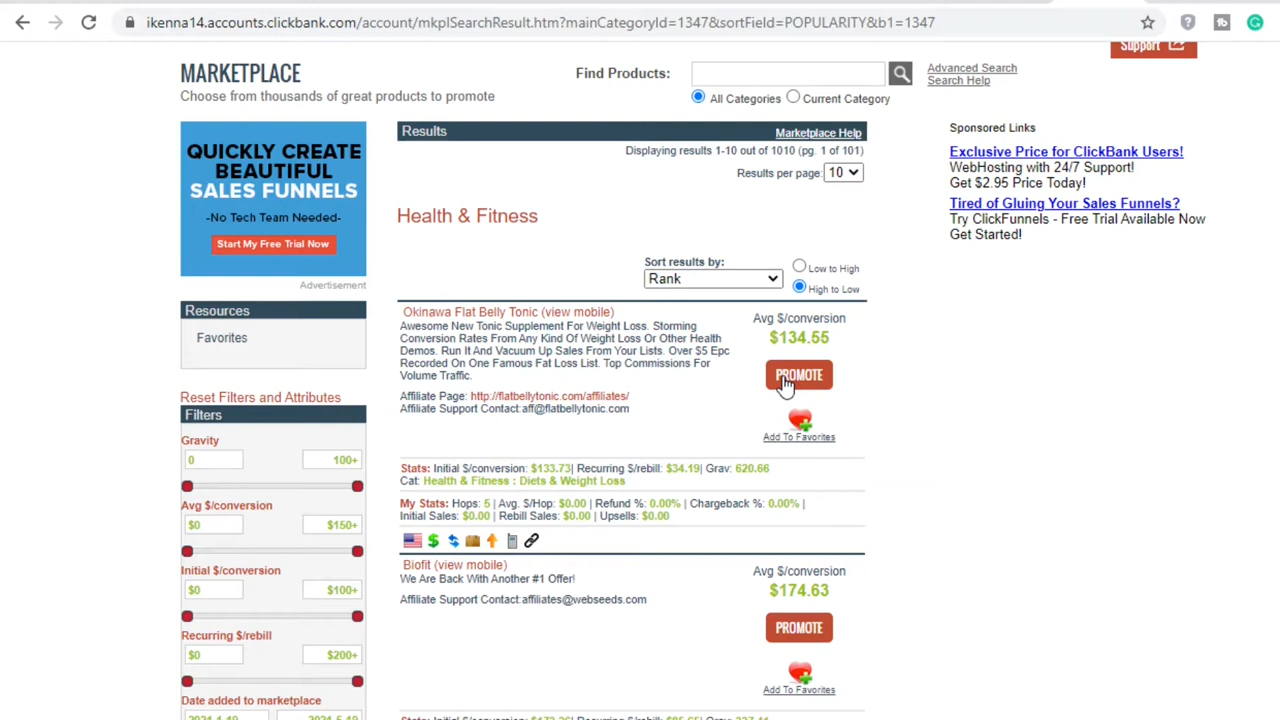 ikenna14.accounts.clickbank.com/account/mkplSearchResult.htm?mainCategoryId=1347&sortField=POPULARITY&b1=1347
Support
MARKETPLACE
Choose from thousands of great products to promote
Find Products:
All Categories
Current Category
Advanced Search
Search Help
QUICKLY CREATE
BEAUTIFUL
SALES FUNNELS
-No Tech Team Needed-
Start My Free Trial Now
Advertisement
Resources
Favorites
Reset Filters and Attributes
Filters
Gravity
0 100+
Avg $/conversion
$0 $150+
Initial $/conversion
$0 $100+
Recurring $/rebill
$0 $200+
Date added to marketplace
Results
Marketplace Help
Displaying results 1-10 out of 1010 (pg. 1 of 101)
Results per page: 10
Health & Fitness
Sort results by:
Rank
Low to High
High to Low
Okinawa Flat Belly Tonic (view mobile)
Awesome New Tonic Supplement For Weight Loss. Storming
Conversion Rates From Any Kind Of Weight Loss Or Other Health
Demos. Run It And Vacuum Up Sales From Your Lists. Over $5 Epc
Recorded On One Famous Fat Loss List. Top Commissions For
Volume Traffic.
Affiliate Page: http://flatbellytonic.com/affiliates/
Affiliate Support Contact:aff@flatbellytonic.com
Avg $/conversion
$134.55
PROMOTE
Add To Favorites
Stats: Initial $/conversion: $133.73| Recurring $/rebill: $34.19| Grav: 620.66
Cat: Health & Fitness : Diets & Weight Loss
My Stats: Hops: 5 | Avg. $/Hop: $0.00 | Refund %: 0.00% | Chargeback %: 0.00% |
Initial Sales: $0.00 | Rebill Sales: $0.00 | Upsells: $0.00
Biofit (view mobile)
We Are Back With Another #1 Offer!
Affiliate Support Contact:affiliates@webseeds.com
Avg $/conversion
$174.63
PROMOTE
Add To Favorites
Sponsored Links
Exclusive Price for ClickBank Users!
WebHosting with 24/7 Support!
Get $2.95 Price Today!
Tired of Gluing Your Sales Funnels?
Try ClickFunnels - Free Trial Available Now
Get Started!